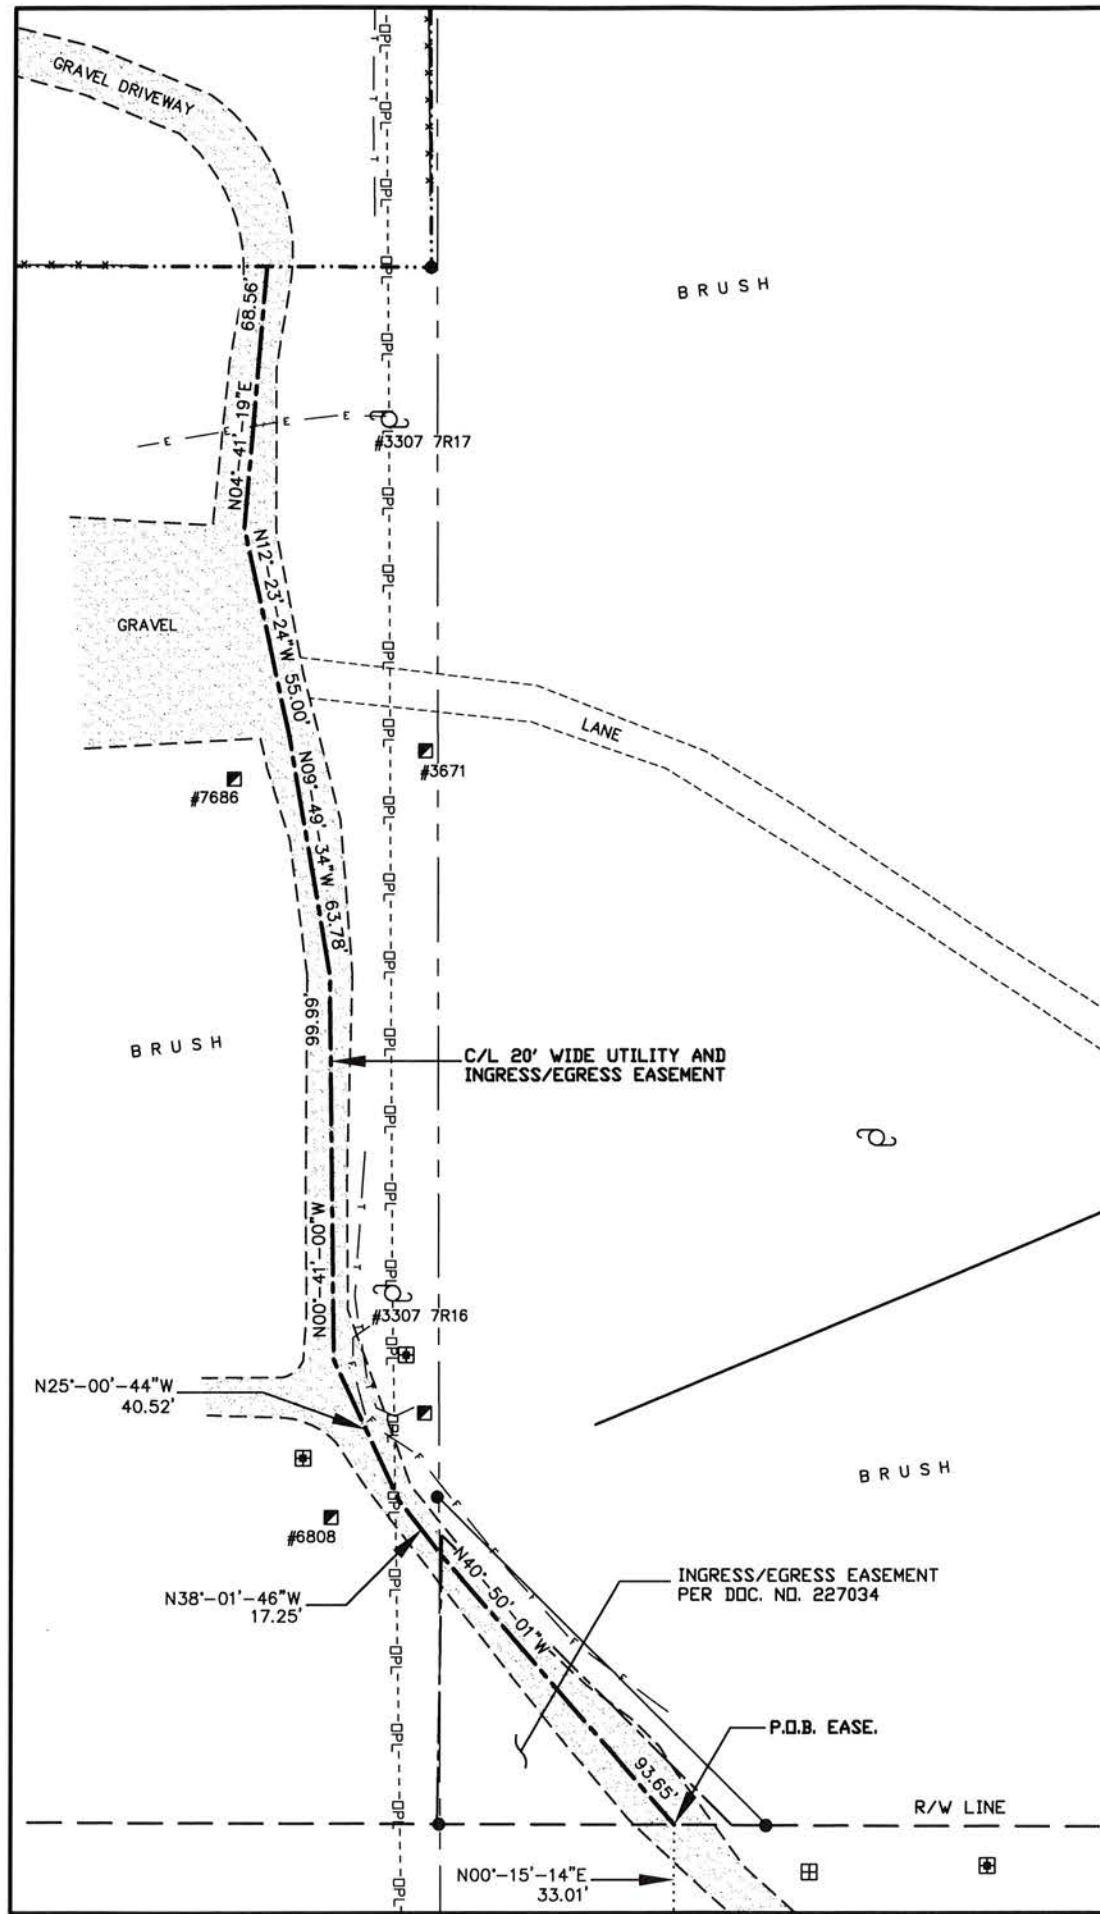 GRAVEL DRIVEWAY
BRUSH
68.56'
N04°-41'-19"E
E E E E
#3307 7R17
N12°-23'-24"W 55.00'
GRAVEL
LANE
#3671
#7686
N09°-49'-34"W 63.78'
99.99'
BRUSH
C/L 20' WIDE UTILITY AND
INGRESS/EGRESS EASEMENT
N00°-41'-00"W
#3307 7R16
N25°-00'-44"W
40.52'
BRUSH
#6808
N38°-01'-46"W
17.25'
N40°-50'-01"W
93.65'
INGRESS/EGRESS EASEMENT
PER DOC. NO. 227034
P.O.B. EASE.
R/W LINE
N00°-15'-14"E
33.01'